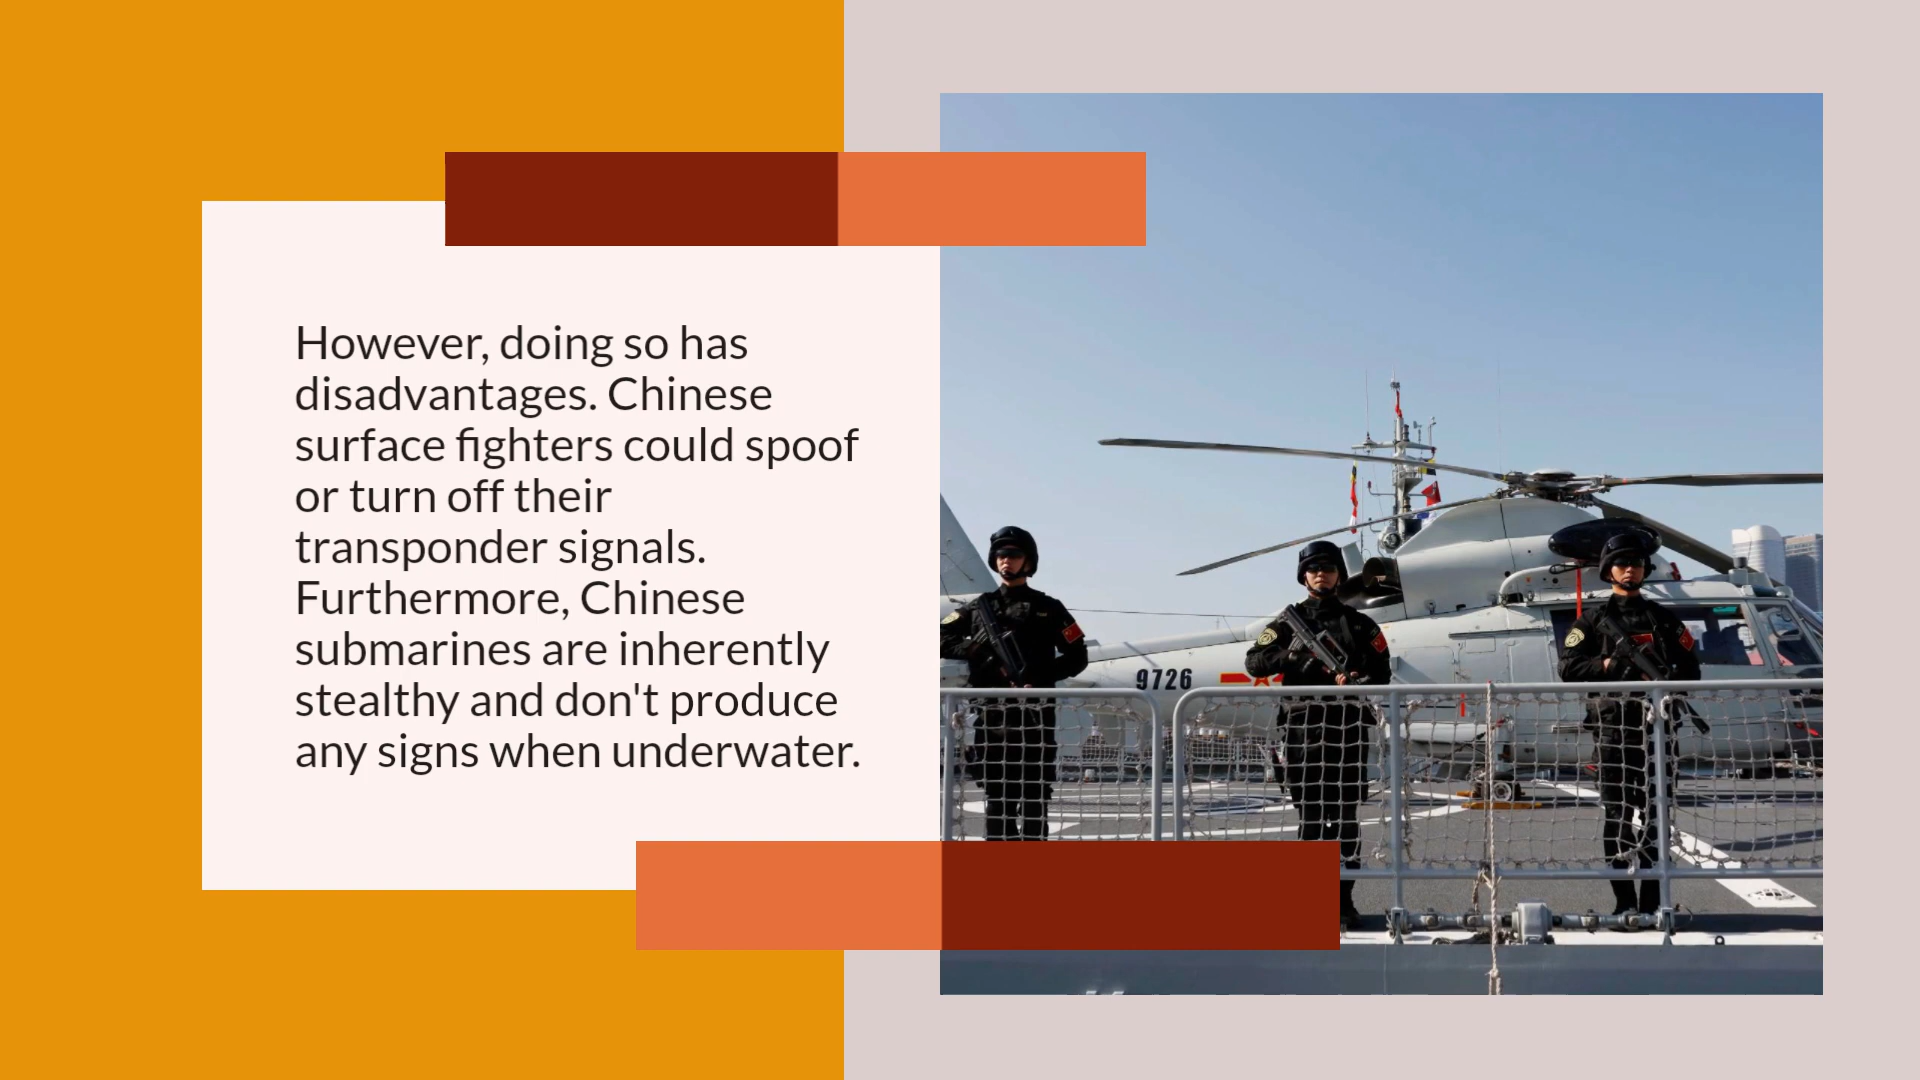 However, doing so has
disadvantages. Chinese
surface fighters could spoof
or turn off their
transponder signals.
Furthermore, Chinese
submarines are inherently
stealthy and don't produce
any signs when underwater.
9726